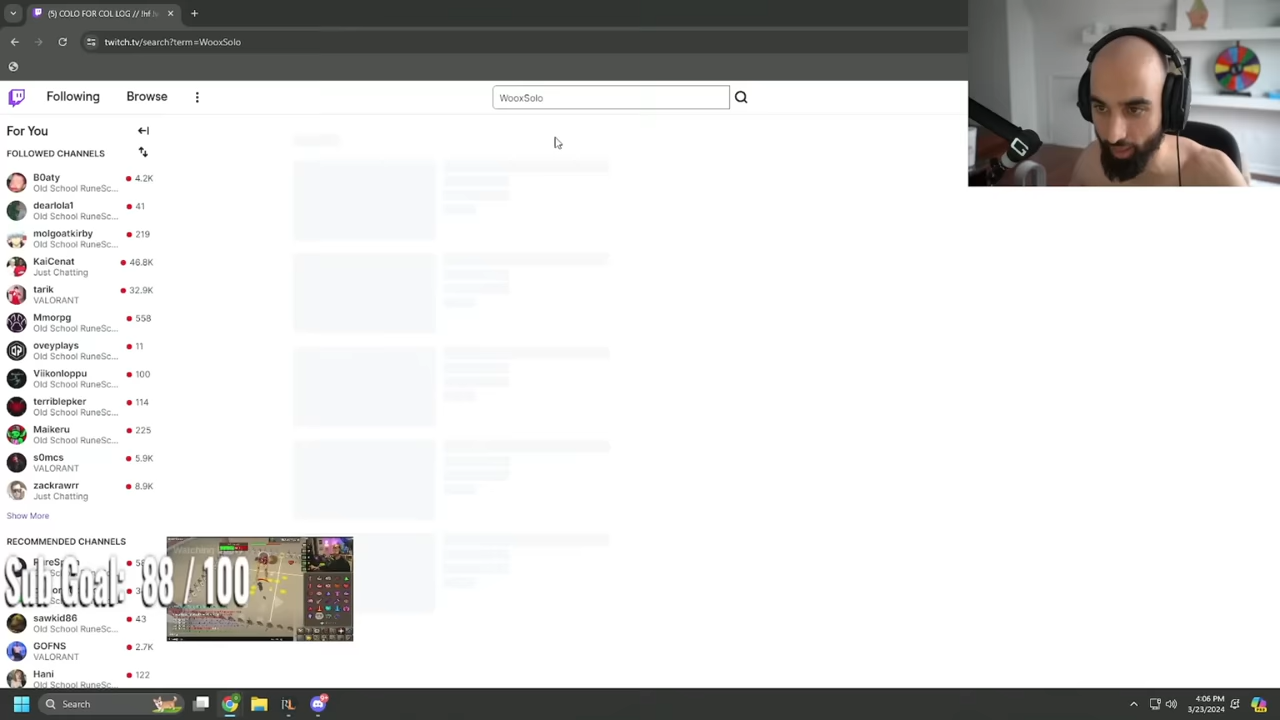 (5) COLO FOR COL LOG // !hf !
twitch.tv/search?term=WooxSolo
Following
Browse
WooxSolo
For You
FOLLOWED CHANNELS
B0aty
4.2K
Old School RuneSc...
dearlola1
41
Old School RuneSc...
molgoatkirby
219
Old School RuneSc...
KaiCenat
46.8K
Just Chatting
tarik
32.9K
VALORANT
Mmorpg
558
Old School RuneSc...
oveyplays
11
Old School RuneSc...
Viikonloppu
100
Old School RuneSc...
terriblepker
114
Old School RuneSc...
Maikeru
225
Old School RuneSc...
s0mcs
5.9K
VALORANT
zackrawrr
8.9K
Just Chatting
Show More
RECOMMENDED CHANNELS
Sub Goal: 88 / 100
sawkid86
43
Old School RuneSc...
GOFNS
2.7K
VALORANT
Hani
122
Old School RuneSc...
Search
4:06 PM
3/23/2024